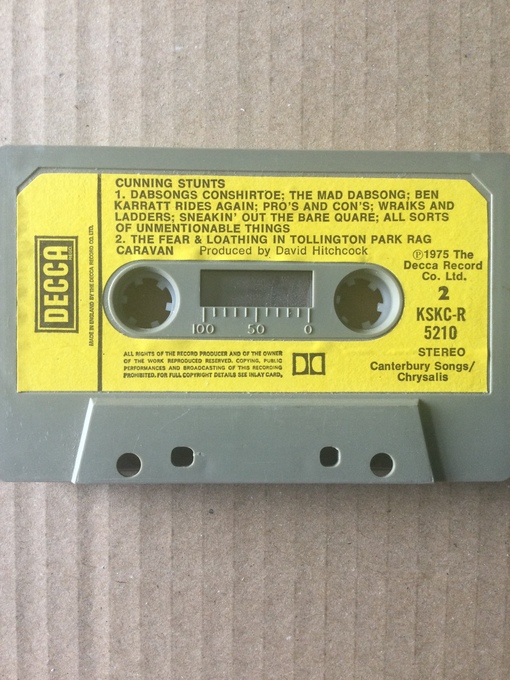 CUNNING STUNTS
1. DABSONGS CONSHIRTOE; THE MAD DABSONG; BEN
KARRATT RIDES AGAIN; PRO'S AND CON'S; WRAIKS AND
LADDERS; SNEAKIN' OUT THE BARE QUARE; ALL SORTS
OF UNMENTIONABLE THINGS
2. THE FEAR & LOATHING IN TOLLINGTON PARK RAG
CARAVAN Produced by David Hitchcock
DECCA
MADE IN ENGLAND BY THE DECCA RECORD CO. LTD.
℗1975 The
Decca Record
Co. Ltd.
2
KSKC-R
5210
STEREO
Canterbury Songs/
Chrysalis
100 50 0
ALL RIGHTS OF THE RECORD PRODUCER AND OF THE OWNER
OF THE WORK REPRODUCED RESERVED. COPYING, PUBLIC
PERFORMANCES AND BROADCASTING OF THIS RECORDING
PROHIBITED. FOR FULL COPYRIGHT DETAILS SEE INLAY CARD.